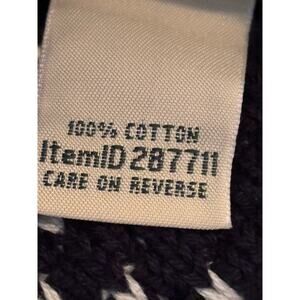 100% COTTON
ItemID 287711
CARE ON REVERSE